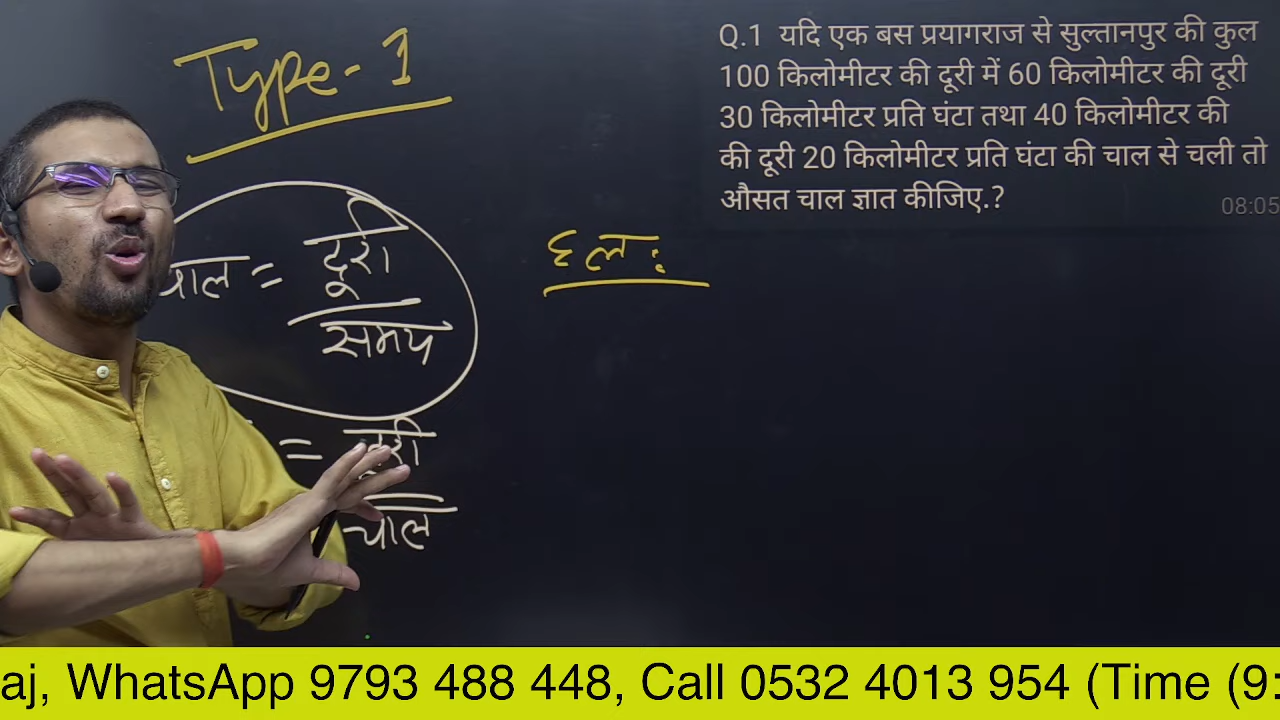 Type-1
Q.1 यदि एक बस प्रयागराज से सुल्तानपुर की कुल
100 किलोमीटर की दूरी में 60 किलोमीटर की दूरी
30 किलोमीटर प्रति घंटा तथा 40 किलोमीटर की
की दूरी 20 किलोमीटर प्रति घंटा की चाल से चली तो
औसत चाल ज्ञात कीजिए.?
08:05
चाल = दूरी
समय
= दूरी
चाल
हल :
aj, WhatsApp 9793 488 448, Call 0532 4013 954 (Time (9: